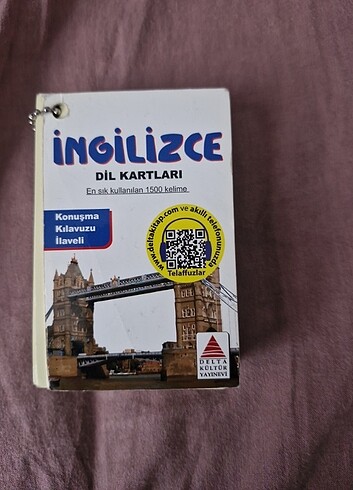 İNGİLİZCE
DİL KARTLARI
En sık kullanılan 1500 kelime
Konuşma
Kılavuzu
İlaveli
www.deltakitap.com ve akıllı telefonunuzda
Telaffuzlar
DELTA
KÜLTÜR
YAYINEVİ